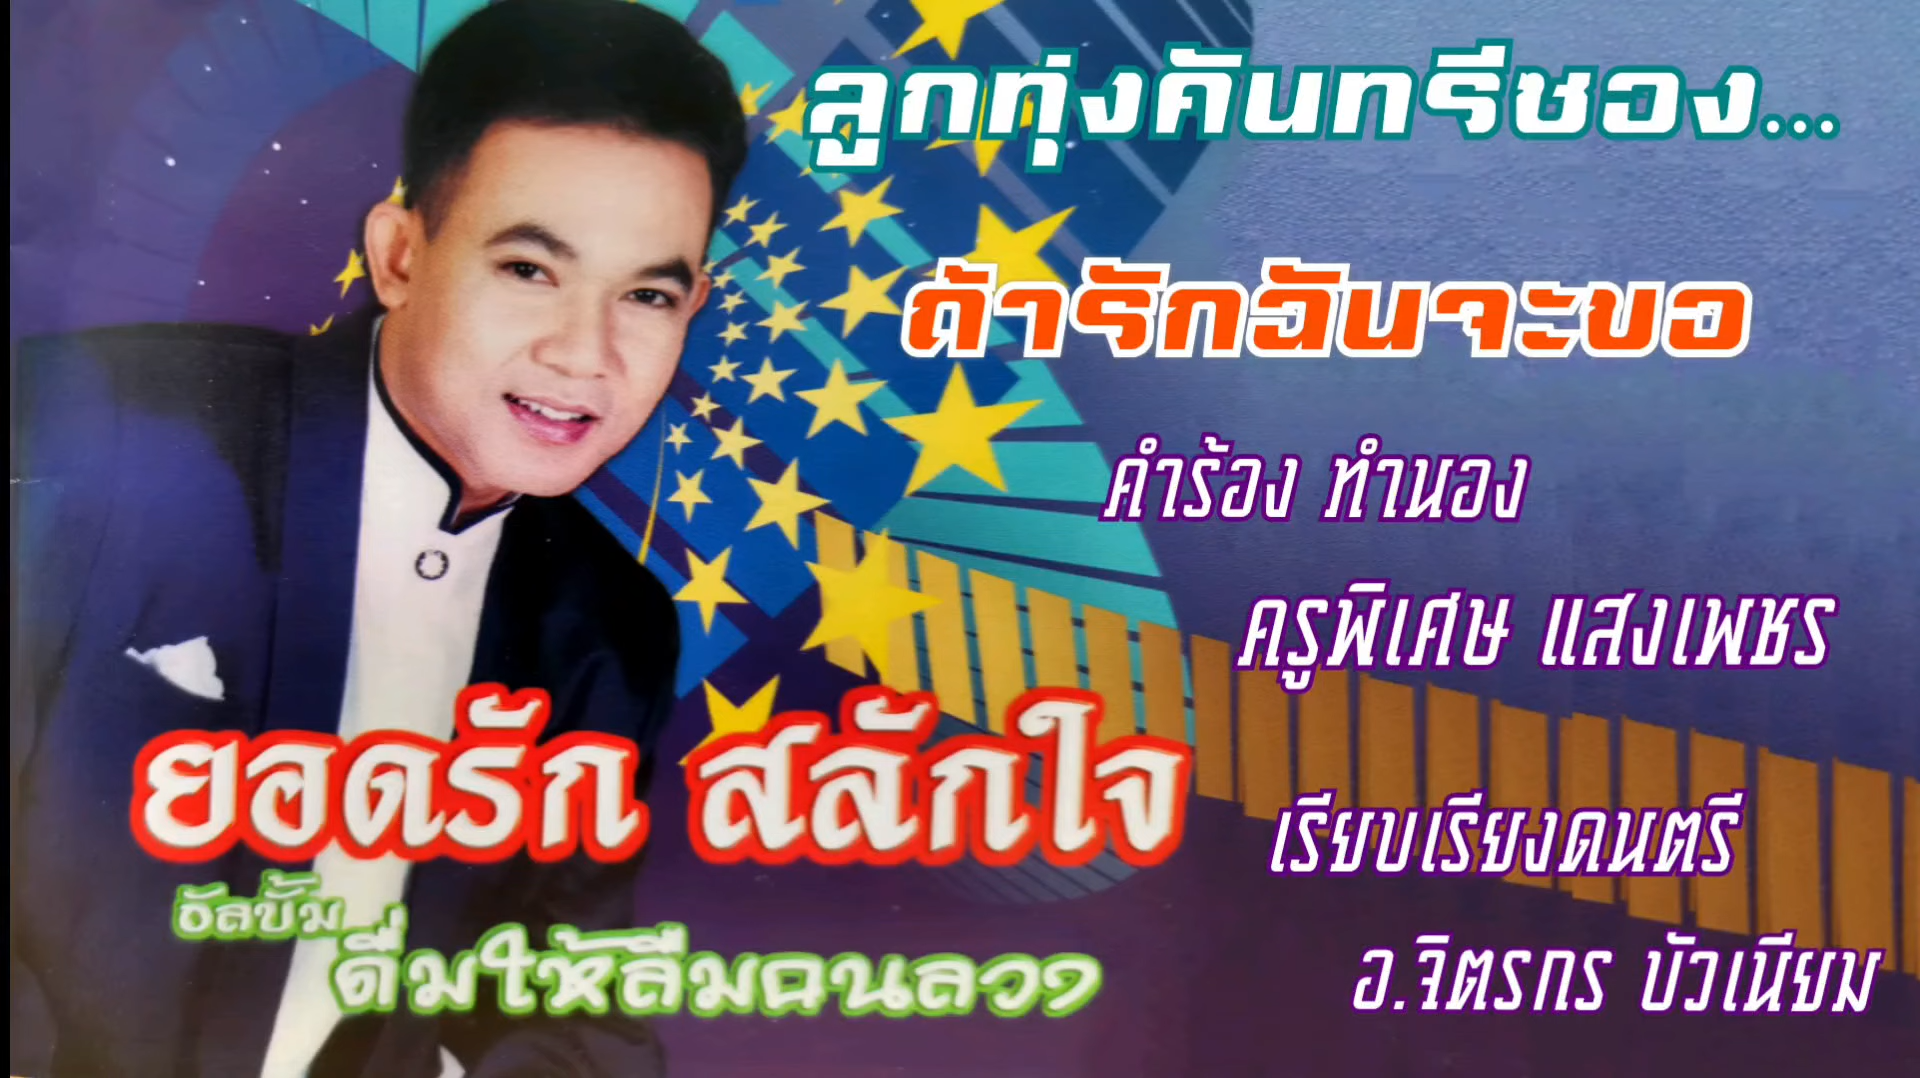 ลูกทุ่งคันทรีซอง...
ถ้ารักฉันจะขอ
คำร้อง ทำนอง
ครูพิเศษ แสงเพชร
เรียบเรียงดนตรี
อ.จิตรกร บัวเนียม
ยอดรัก สลักใจ
อัลบั้ม
ดื่มให้ลืมคนลวง